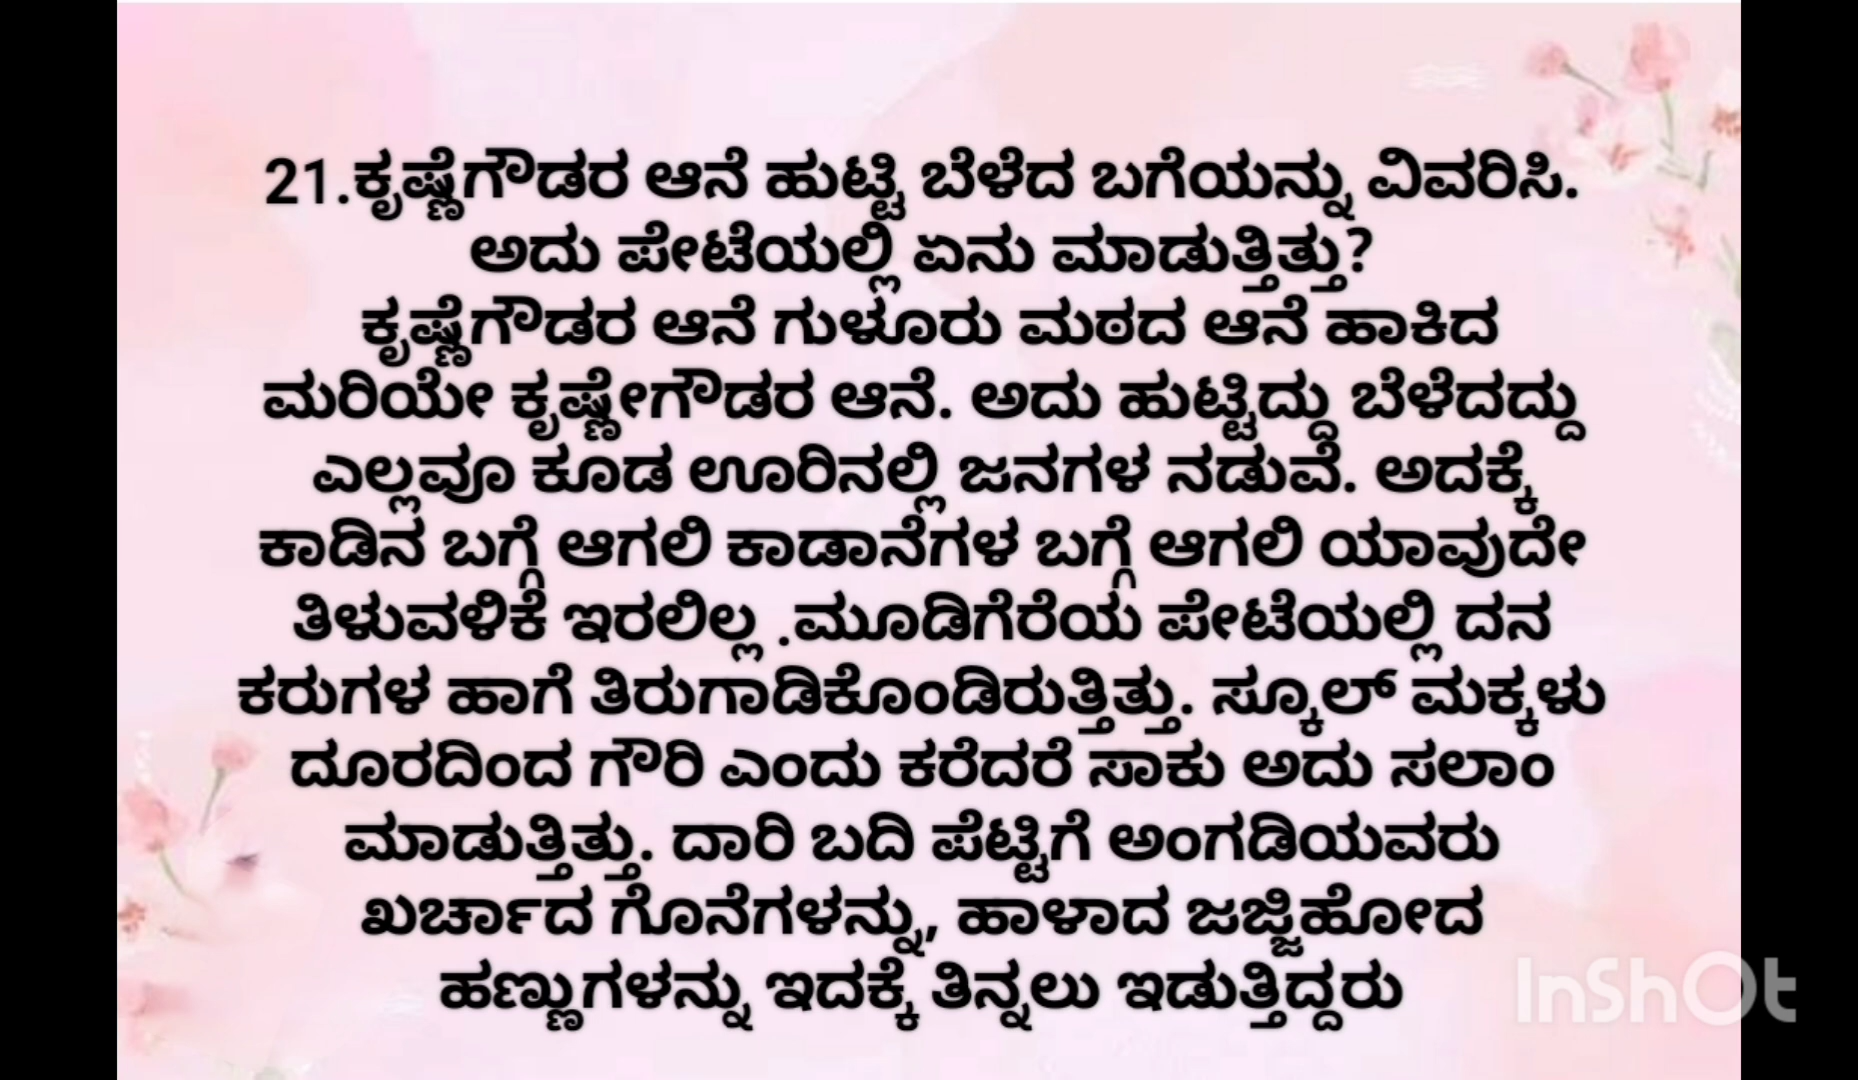 21.ಕೃಷ್ಣೆಗೌಡರ ಆನೆ ಹುಟ್ಟಿ ಬೆಳೆದ ಬಗೆಯನ್ನು ವಿವರಿಸಿ.
ಅದು ಪೇಟೆಯಲ್ಲಿ ಏನು ಮಾಡುತ್ತಿತ್ತು?
ಕೃಷ್ಣೆಗೌಡರ ಆನೆ ಗುಳೂರು ಮಠದ ಆನೆ ಹಾಕಿದ
ಮರಿಯೇ ಕೃಷ್ಣೇಗೌಡರ ಆನೆ. ಅದು ಹುಟ್ಟಿದ್ದು ಬೆಳೆದದ್ದು
ಎಲ್ಲವೂ ಕೂಡ ಊರಿನಲ್ಲಿ ಜನಗಳ ನಡುವೆ. ಅದಕ್ಕೆ
ಕಾಡಿನ ಬಗ್ಗೆ ಆಗಲಿ ಕಾಡಾನೆಗಳ ಬಗ್ಗೆ ಆಗಲಿ ಯಾವುದೇ
ತಿಳುವಳಿಕೆ ಇರಲಿಲ್ಲ .ಮೂಡಿಗೆರೆಯ ಪೇಟೆಯಲ್ಲಿ ದನ
ಕರುಗಳ ಹಾಗೆ ತಿರುಗಾಡಿಕೊಂಡಿರುತ್ತಿತ್ತು. ಸ್ಕೂಲ್ ಮಕ್ಕಳು
ದೂರದಿಂದ ಗೌರಿ ಎಂದು ಕರೆದರೆ ಸಾಕು ಅದು ಸಲಾಂ
ಮಾಡುತ್ತಿತ್ತು. ದಾರಿ ಬದಿ ಪೆಟ್ಟಿಗೆ ಅಂಗಡಿಯವರು
ಖರ್ಚಾದ ಗೊನೆಗಳನ್ನು, ಹಾಳಾದ ಜಜ್ಜಿಹೋದ
ಹಣ್ಣುಗಳನ್ನು ಇದಕ್ಕೆ ತಿನ್ನಲು ಇಡುತ್ತಿದ್ದರು
InShOt